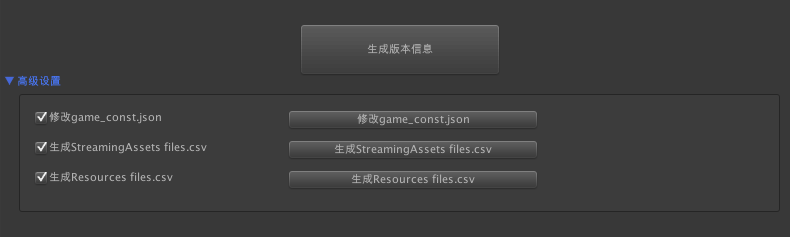 生成版本信息
高级设置
修改game_const.json 修改game_const.json
生成StreamingAssets files.csv 生成StreamingAssets files.csv
生成Resources files.csv 生成Resources files.csv